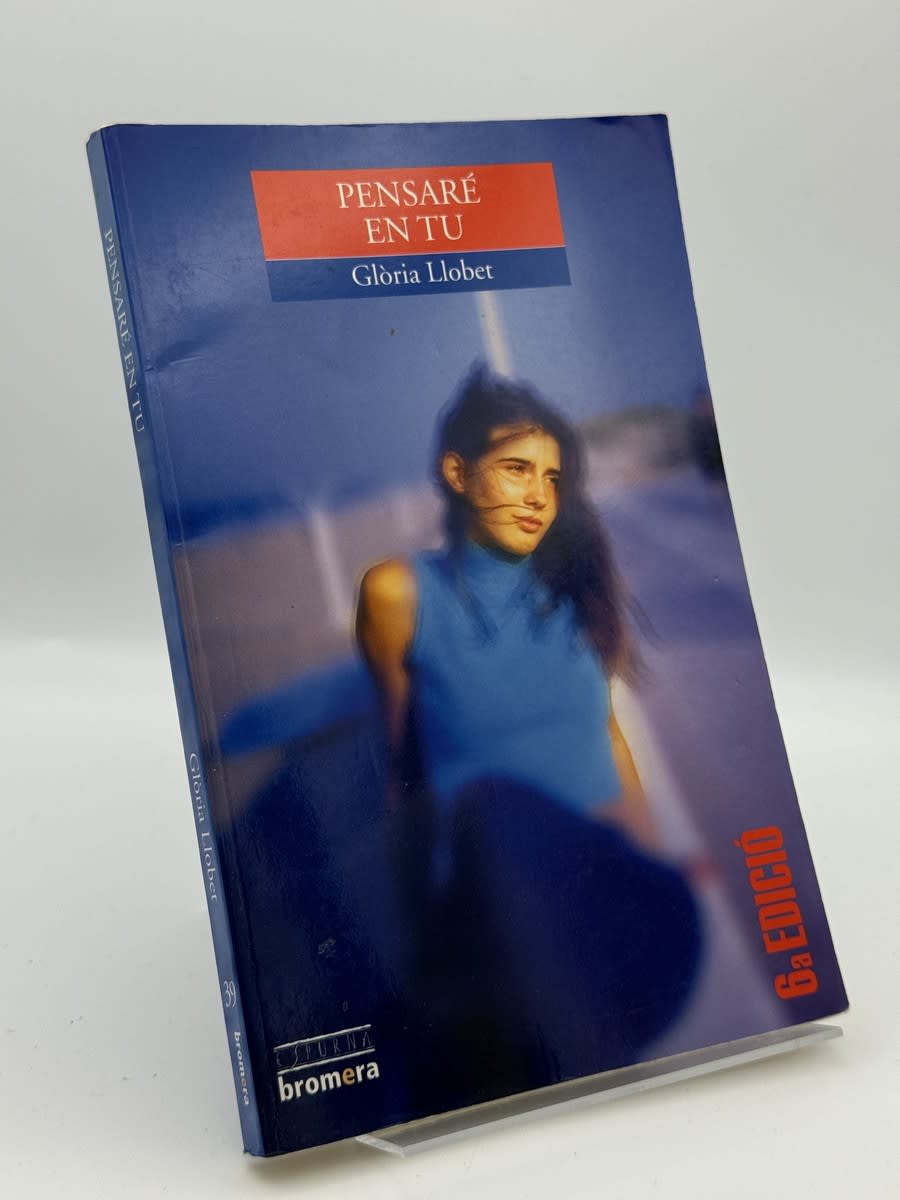 PENSARÉ
EN TU
Glòria Llobet
PENSARÉ EN TU
Glòria Llobet
39
bromera
6a EDICIÓ
ESPURNA
bromera